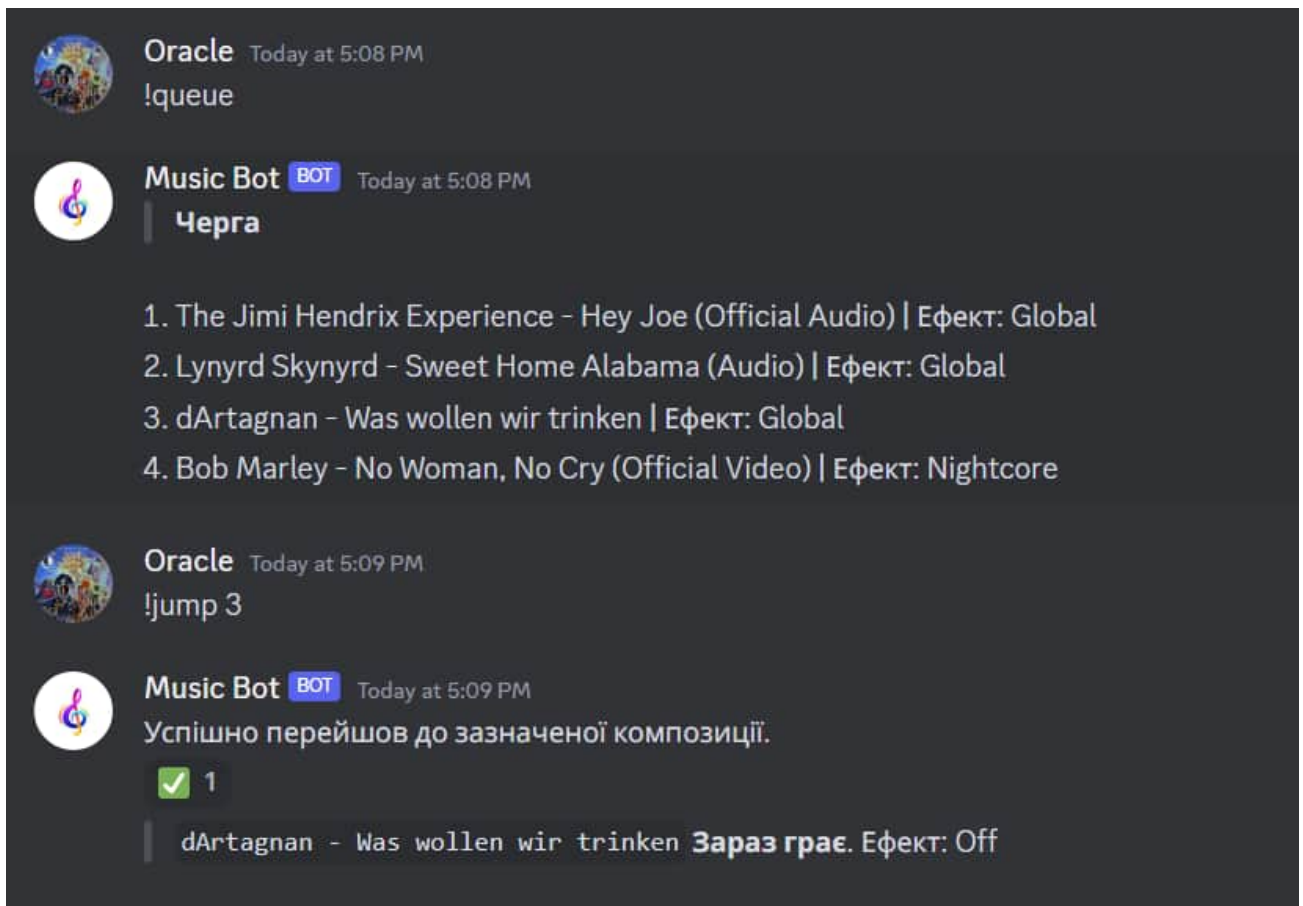 Oracle Today at 5:08 PM
!queue
Music Bot BOT Today at 5:08 PM
Черга
1. The Jimi Hendrix Experience - Hey Joe (Official Audio) | Ефект: Global
2. Lynyrd Skynyrd - Sweet Home Alabama (Audio) | Ефект: Global
3. dArtagnan - Was wollen wir trinken | Ефект: Global
4. Bob Marley - No Woman, No Cry (Official Video) | Ефект: Nightcore
Oracle Today at 5:09 PM
!jump 3
Music Bot BOT Today at 5:09 PM
Успішно перейшов до зазначеної композиції.
✅ 1
dArtagnan - Was wollen wir trinken Зараз грає. Ефект: Off